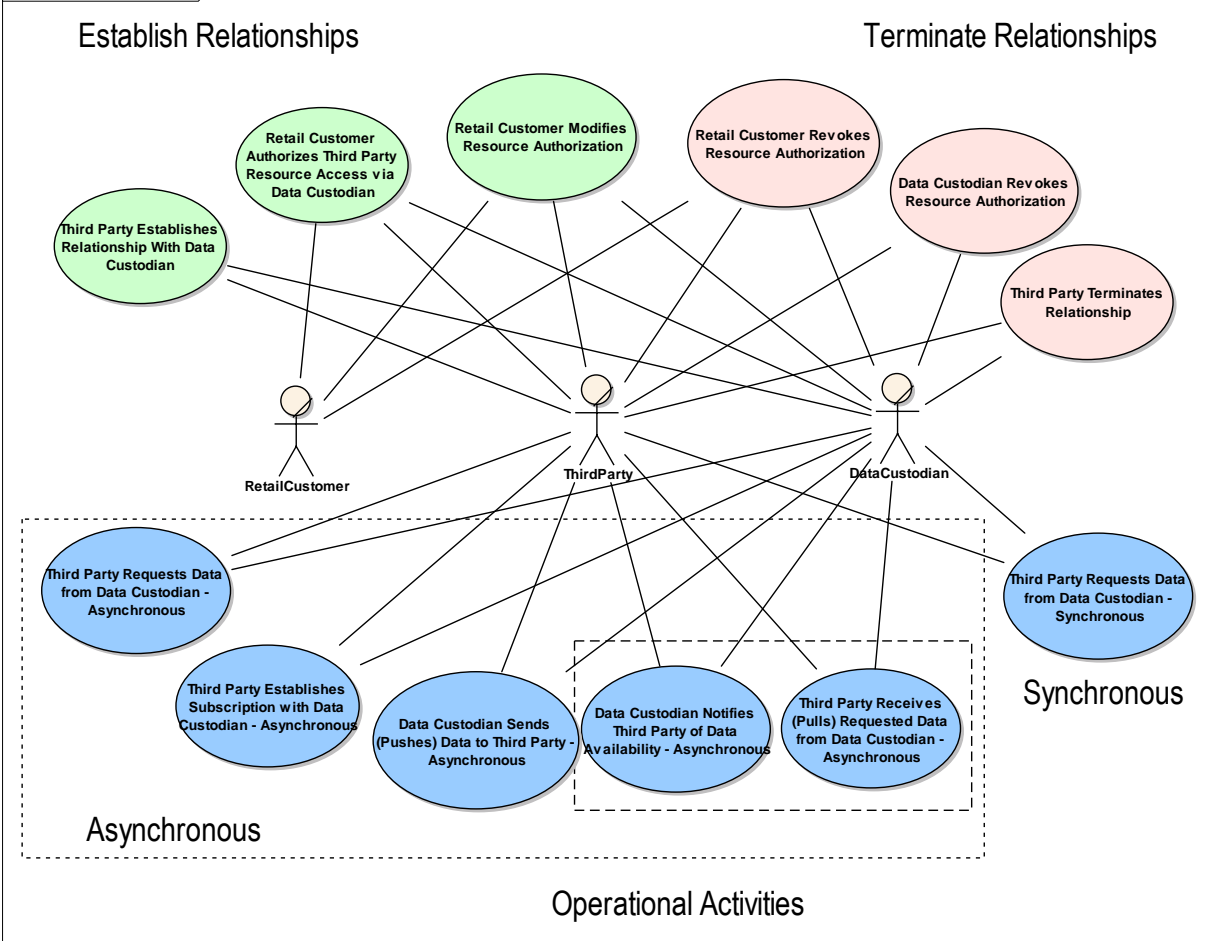 Establish Relationships
Terminate Relationships
Retail Customer
Authorizes Third Party
Resource Access via
Data Custodian
Retail Customer Modifies
Resource Authorization
Retail Customer Revokes
Resource Authorization
Data Custodian Revokes
Resource Authorization
Third Party Establishes
Relationship With Data
Custodian
Third Party Terminates
Relationship
RetailCustomer
ThirdParty
DataCustodian
Third Party Requests Data
from Data Custodian -
Asynchronous
Third Party Requests Data
from Data Custodian -
Synchronous
Third Party Establishes
Subscription with Data
Custodian - Asynchronous
Data Custodian Sends
(Pushes) Data to Third Party -
Asynchronous
Data Custodian Notifies
Third Party of Data
Availability - Asynchronous
Third Party Receives
(Pulls) Requested Data
from Data Custodian -
Asynchronous
Synchronous
Asynchronous
Operational Activities